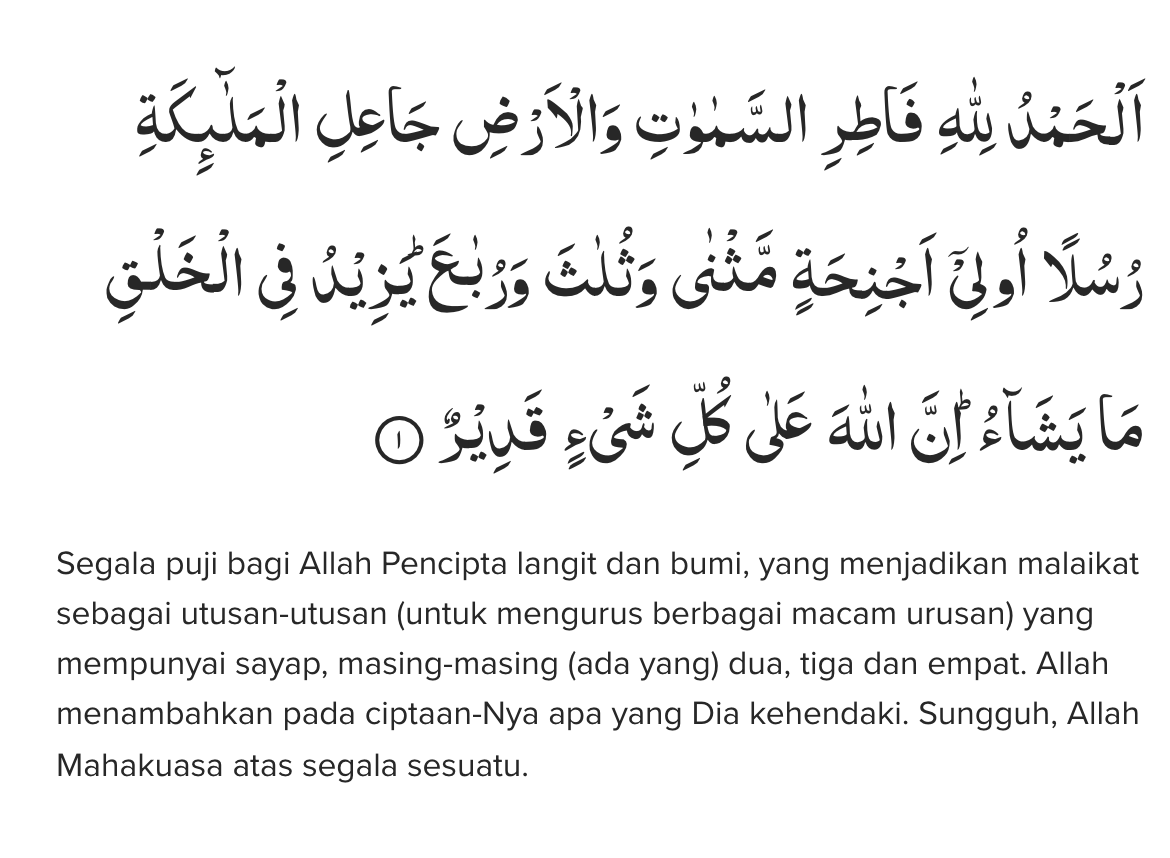 اَلْحَمْدُ لِلّٰهِ فَاطِرِ السَّمٰوٰتِ وَالْاَرْضِ جَاعِلِ الْمَلٰۤىِٕكَةِ
رُسُلًا اُولِيْٓ اَجْنِحَةٍ مَّثْنٰى وَثُلٰثَ وَرُبٰعَۗ يَزِيْدُ فِى الْخَلْقِ
مَا يَشَاۤءُۗ اِنَّ اللّٰهَ عَلٰى كُلِّ شَيْءٍ قَدِيْرٌ ١
Segala puji bagi Allah Pencipta langit dan bumi, yang menjadikan malaikat
sebagai utusan-utusan (untuk mengurus berbagai macam urusan) yang
mempunyai sayap, masing-masing (ada yang) dua, tiga dan empat. Allah
menambahkan pada ciptaan-Nya apa yang Dia kehendaki. Sungguh, Allah
Mahakuasa atas segala sesuatu.